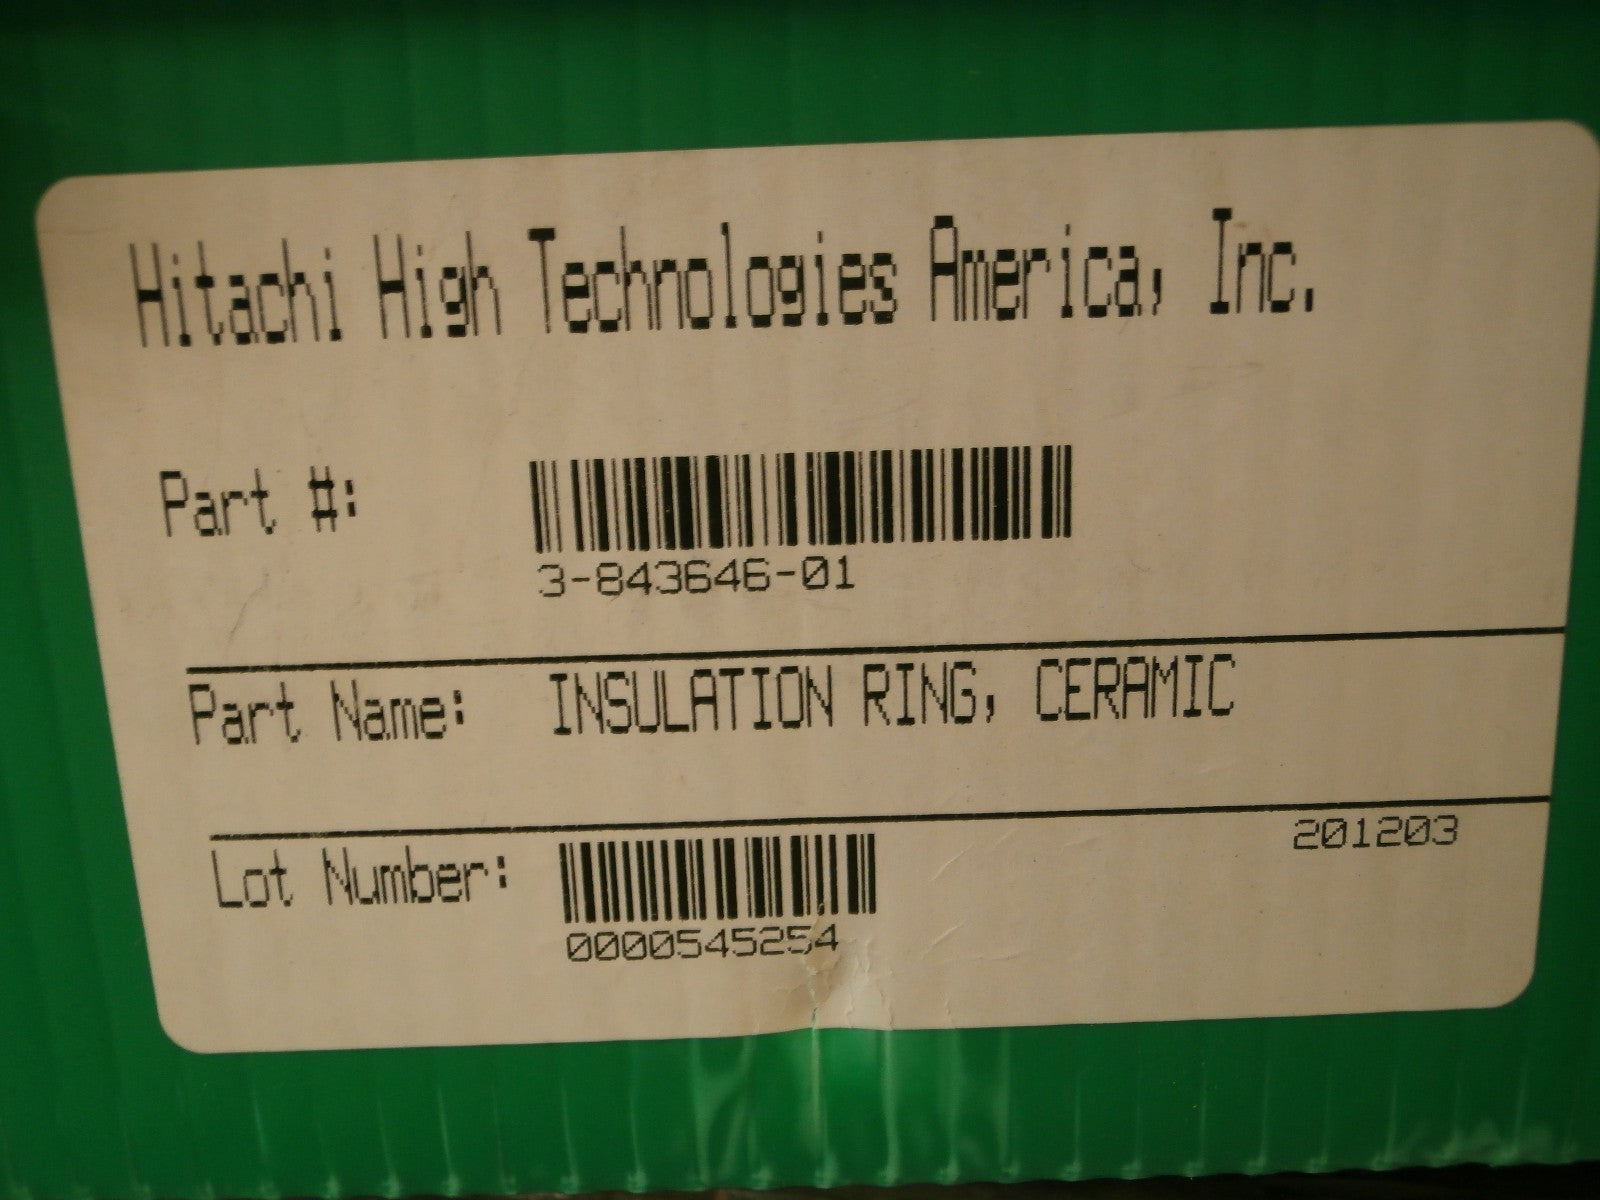 Hitachi High Technologies America, Inc.
Part #:
3-843646-01
Part Name: INSULATION RING, CERAMIC
201203
Lot Number:
0000545254